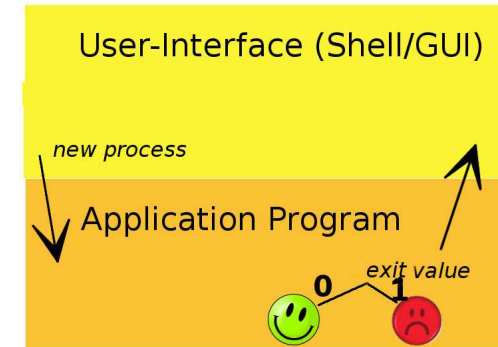 User-Interface (Shell/GUI)
new process
Application Program
exit value
0
1